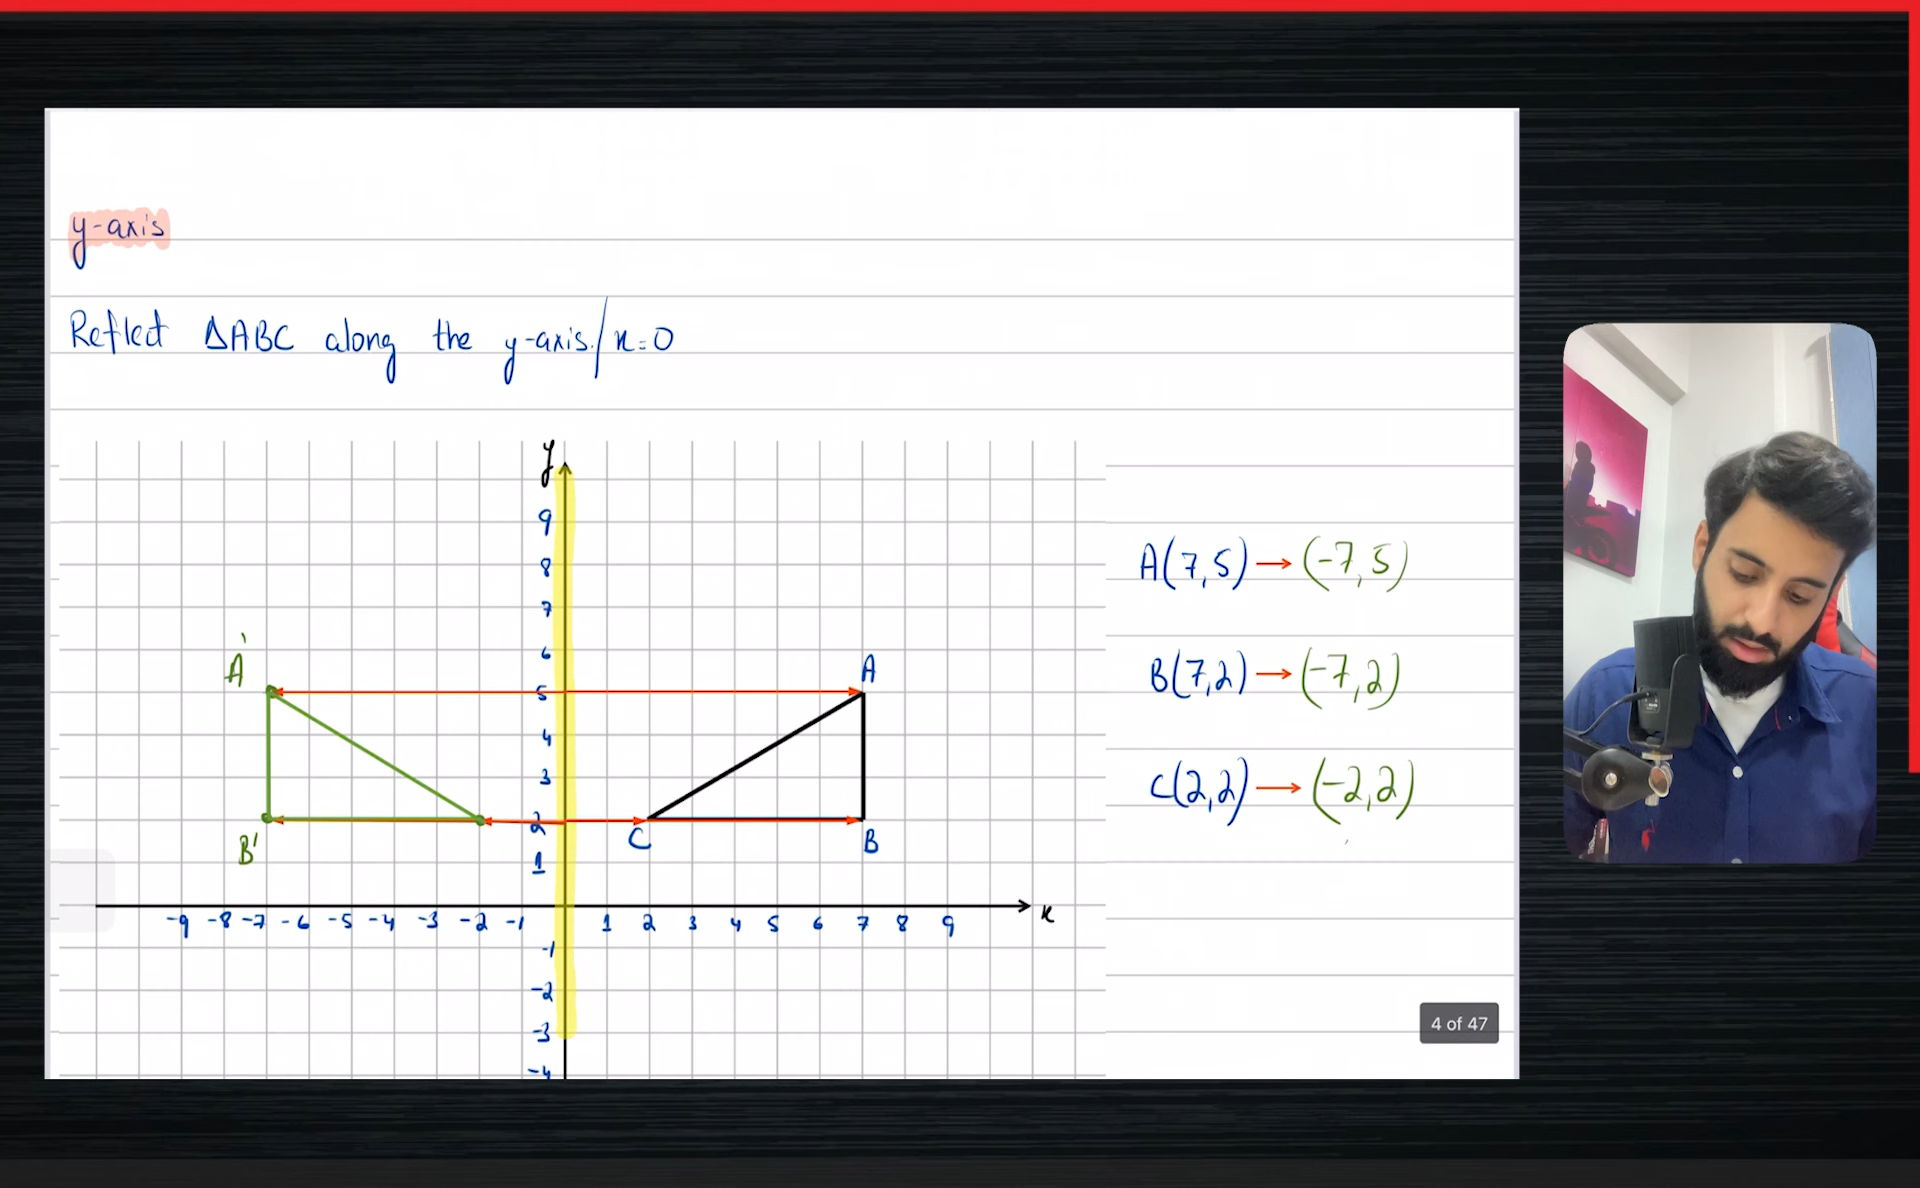 y-axis
Reflect ΔABC along the y-axis./x=0
y
9
8
7
6
5
4
3
2
1
A'
A
B'
C
B
-9 -8 -7 -6 -5 -4 -3 -2 -1 1 2 3 4 5 6 7 8 9
x
-1
-2
-3
-4
A(7,5) → (-7,5)
B(7,2) → (-7,2)
C(2,2) → (-2,2)
4 of 47